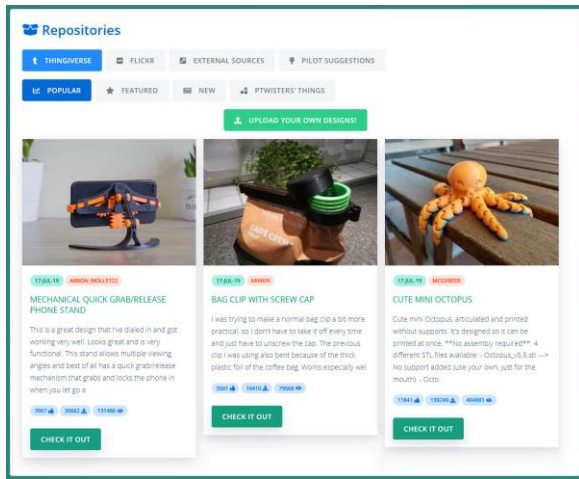 Repositories
THINGIVERSE FLICKR EXTERNAL SOURCES PILOT SUGGESTIONS
POPULAR FEATURED NEW PTWISTERS' THINGS
UPLOAD YOUR OWN DESIGNS!
CAFFÈ CREMA
17-JUL-19
MECHANICAL QUICK GRAB/RELEASE
PHONE STAND
This is a great design that I've dialed in and got
working very well. Looks great and is very
functional. This stand allows multiple viewing
angles and best of all has a quick grab/release
mechanism that grabs and locks the phone in
when you let go a
3982 30662 131486
CHECK IT OUT
17-JUL-19
BAG CLIP WITH SCREW CAP
I was trying to make a normal bag clip a bit more
practical, so I don't have to take it off every time
and just have to unscrew the cap. The previous
clip I was using also bent because of the thick
plastic foil of the coffee bag. Works especially wel
3501 19410 79568
CHECK IT OUT
17-JUL-19 MCGYBEER
CUTE MINI OCTOPUS
Cute mini Octopus, articulated and printed
without supports. It's designed so it can be
printed at once. **No assembly required**. 4
different STL files available: - Octopus_v5.5.stl --->
No support added (use your own, just for the
mouth). - Octo
11841 139249 494981
CHECK IT OUT